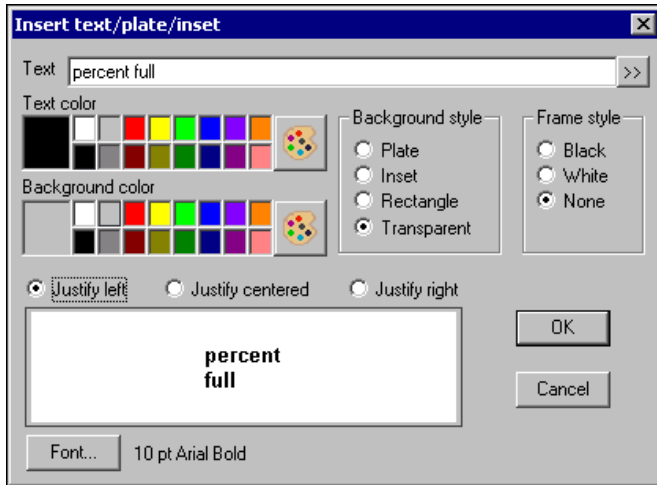 Insert text/plate/inset
Text percent full >>
Text color
Background color
Background style
Plate
Inset
Rectangle
Transparent
Frame style
Black
White
None
Justify left Justify centered Justify right
percent
full
OK
Cancel
Font... 10 pt Arial Bold